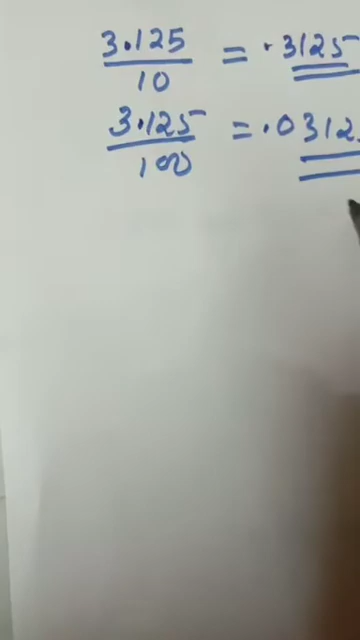 3.125/10 = .3125
3.125/100 = .0312